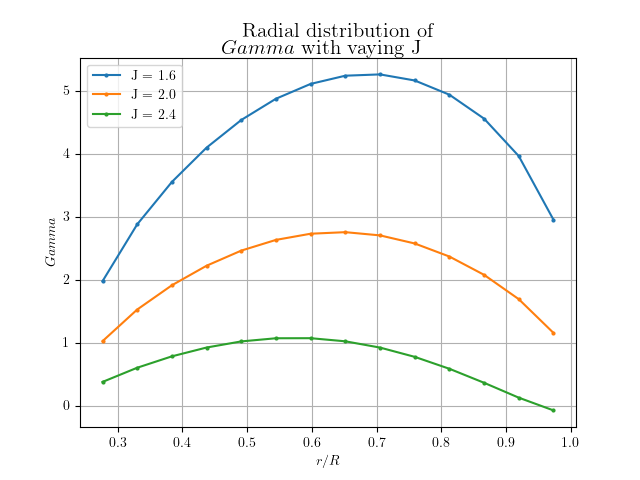 Radial distribution of
Gamma with vaying J
J = 1.6
J = 2.0
J = 2.4
Gamma
5
4
3
2
1
0
0.3 0.4 0.5 0.6 0.7 0.8 0.9 1.0
r/R